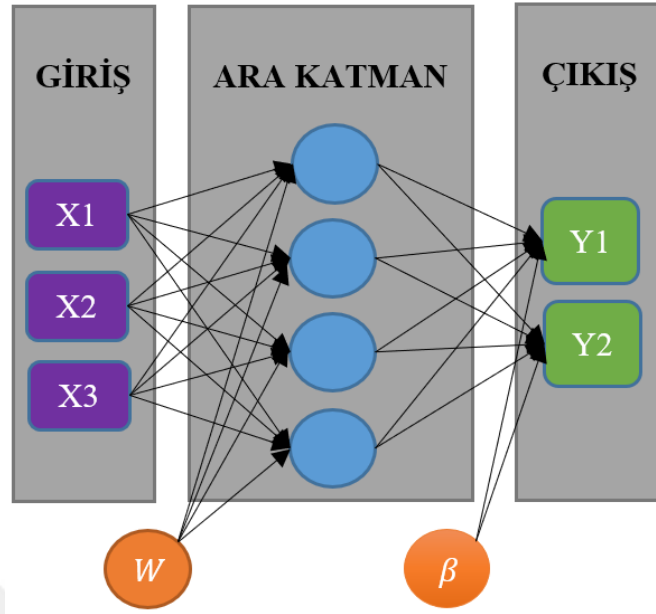 GİRİŞ
ARA KATMAN
ÇIKIŞ
X1
X2
X3
Y1
Y2
W
β